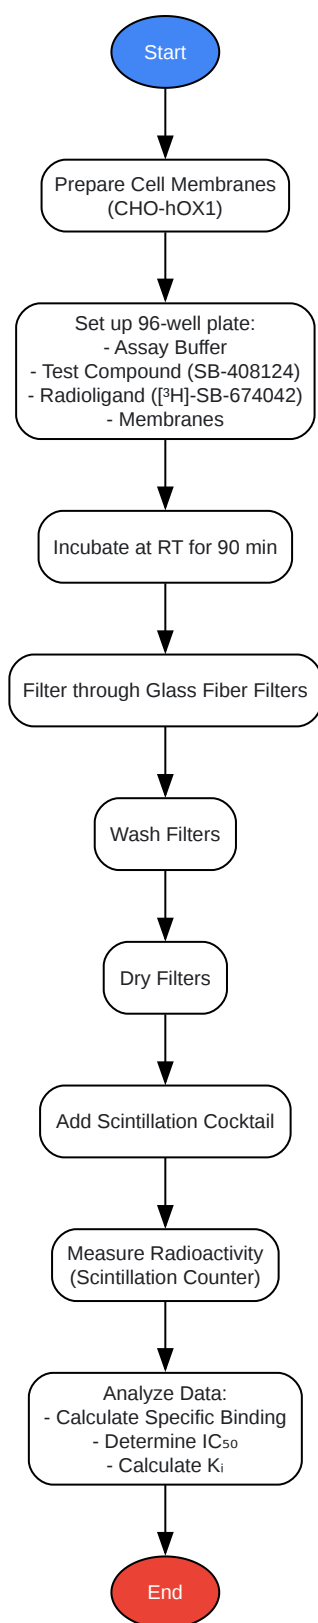 Start
Prepare Cell Membranes
(CHO-hOX1)
Set up 96-well plate:
- Assay Buffer
- Test Compound (SB-408124)
- Radioligand ([³H]-SB-674042)
- Membranes
Incubate at RT for 90 min
Filter through Glass Fiber Filters
Wash Filters
Dry Filters
Add Scintillation Cocktail
Measure Radioactivity
(Scintillation Counter)
Analyze Data:
- Calculate Specific Binding
- Determine IC₅₀
- Calculate Kᵢ
End